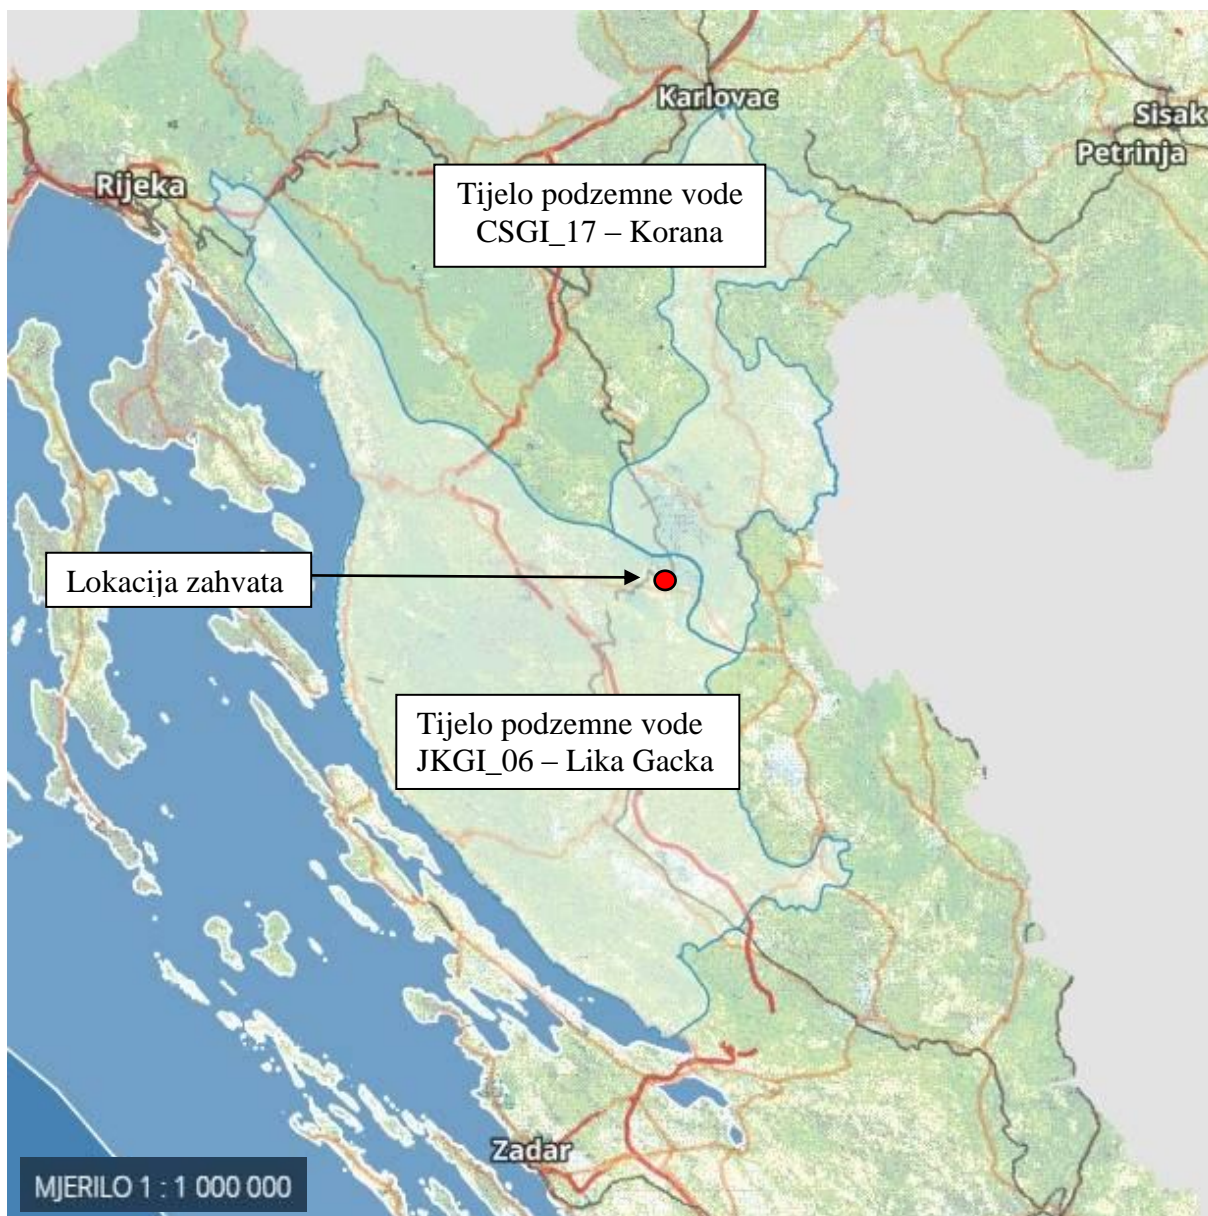 Karlovac
Sisak
Petrinja
Rijeka
Tijelo podzemne vode
CSGI_17 – Korana
Lokacija zahvata
Tijelo podzemne vode
JKGI_06 – Lika Gacka
Zadar
MJERILO 1 : 1 000 000